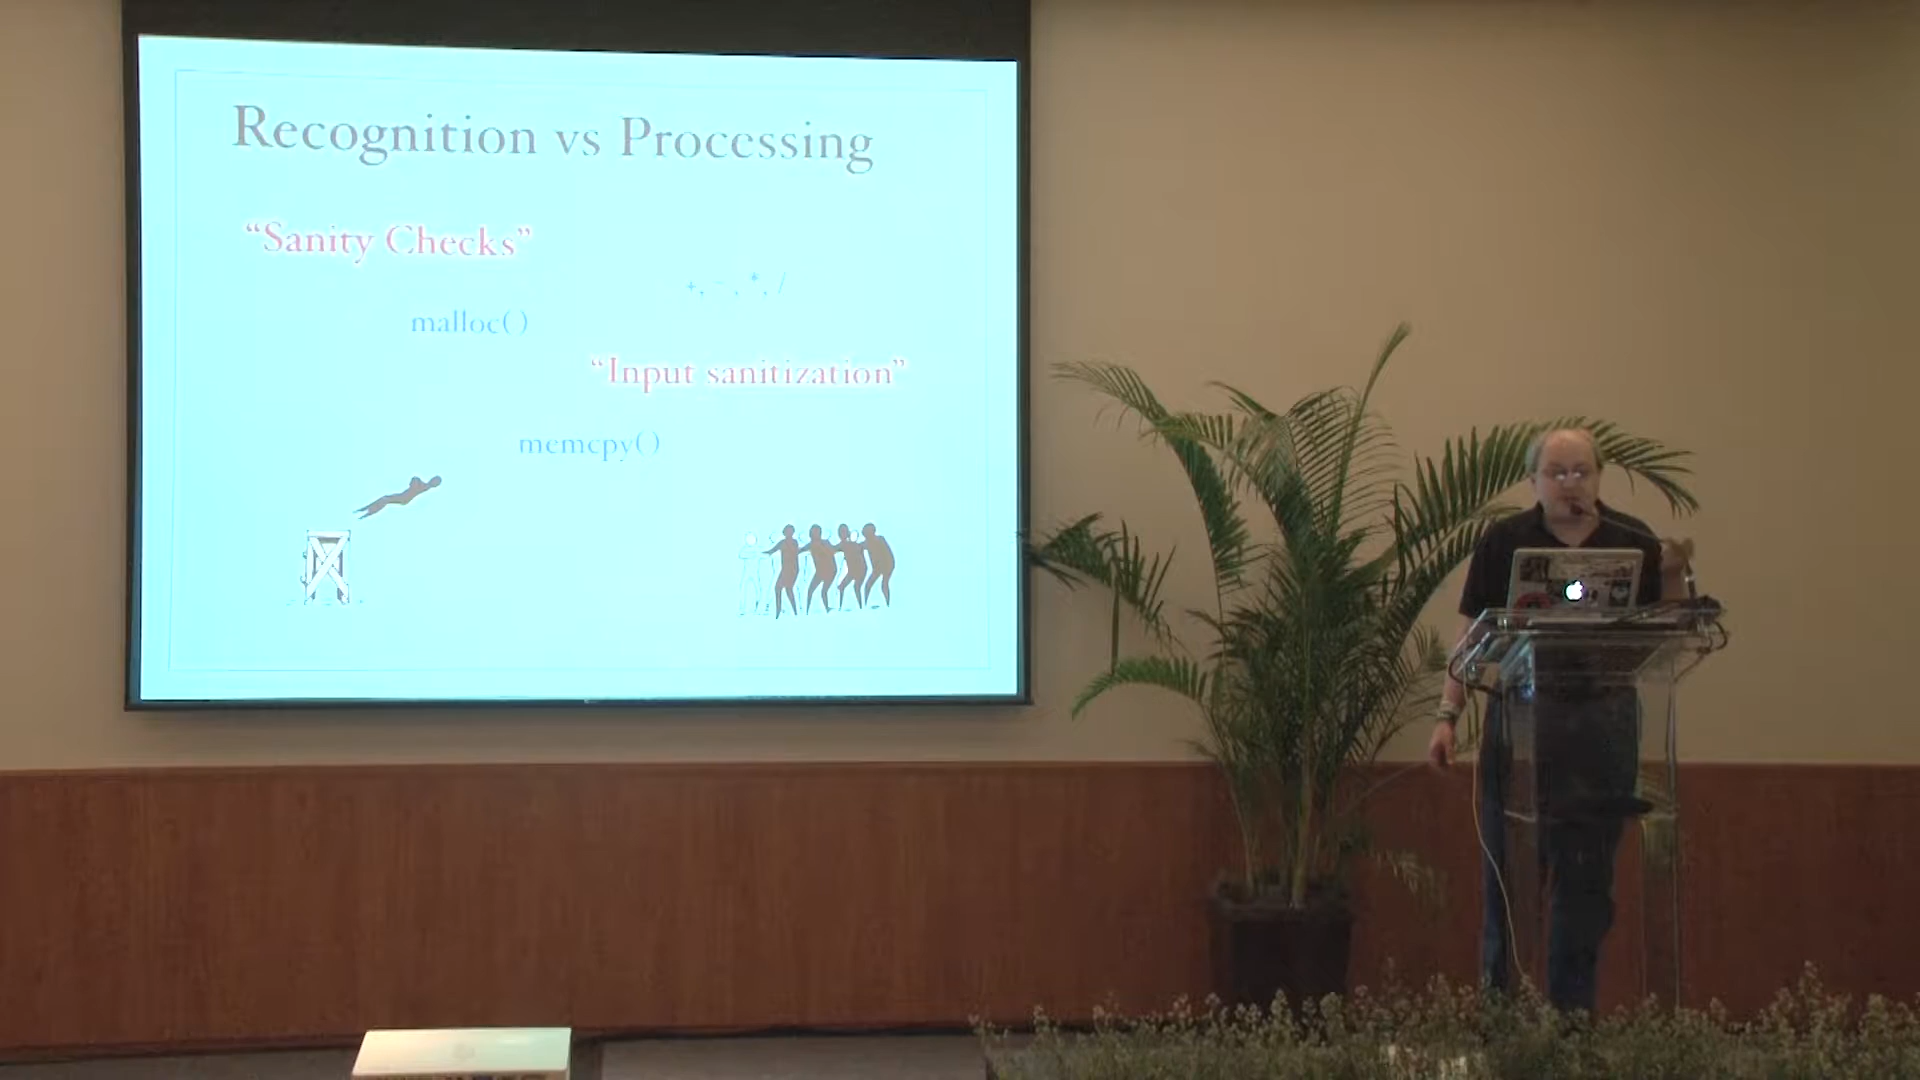 Recognition vs Processing
“Sanity Checks”
+, - , *, /
malloc()
“Input sanitization”
memcpy()